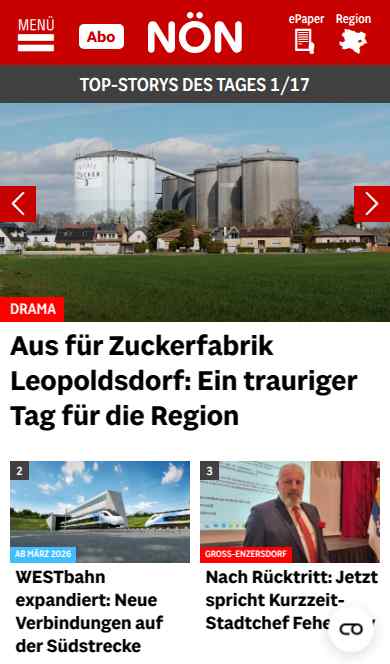 MENÜ
Abo
NÖN
ePaper
Region
TOP-STORYS DES TAGES 1/17
DRAMA
Aus für Zuckerfabrik
Leopoldsdorf: Ein trauriger
Tag für die Region
2
AB MÄRZ 2026
WESTbahn
expandiert: Neue
Verbindungen auf
der Südstrecke
3
GROSS-ENZERSDORF
Nach Rücktritt: Jetzt
spricht Kurzzeit-
Stadtchef